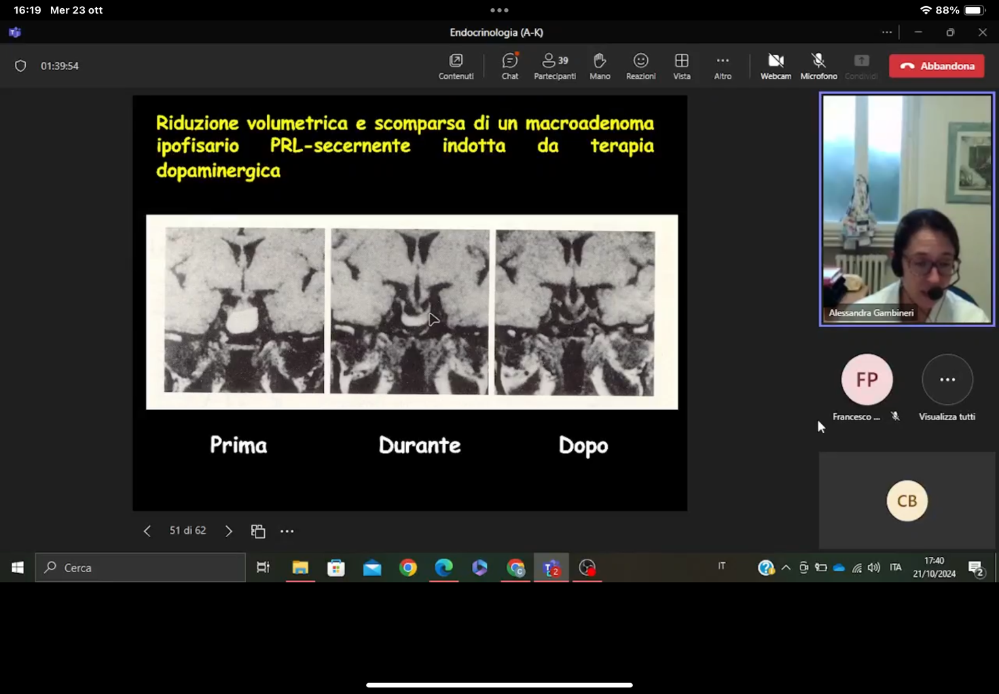 16:19 Mer 23 ott
88%
Endocrinologia (A-K)
01:39:54
Contenuti
Chat
39
Partecipanti
Mano
Reazioni
Vista
Altro
Webcam
Microfono
Condividi
Abbandona
Riduzione volumetrica e scomparsa di un macroadenoma
ipofisario PRL-secernente indotta da terapia
dopaminergica
Prima
Durante
Dopo
Alessandra Gambineri
FP
Francesco ...
Visualizza tutti
CB
51 di 62
Cerca
2
IT
ITA
17:40
21/10/2024
2